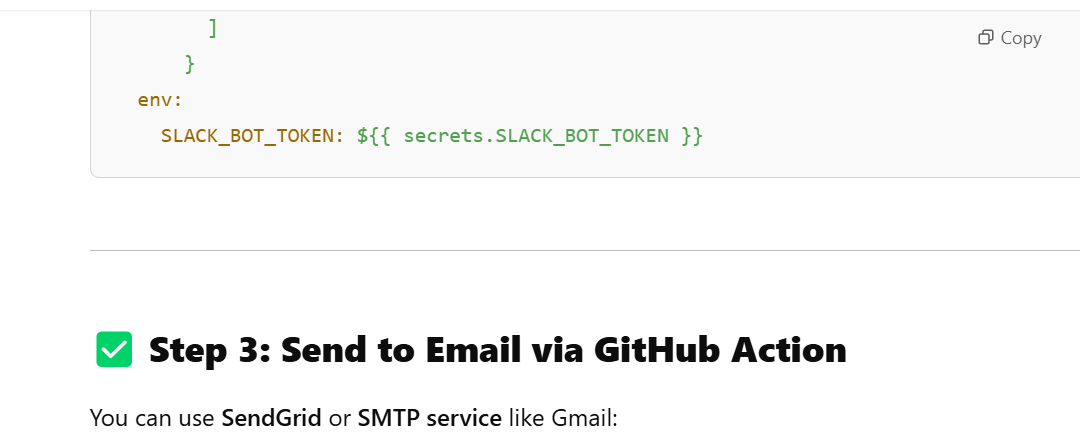 ]
Copy
}
env:
SLACK_BOT_TOKEN: ${{ secrets.SLACK_BOT_TOKEN }}
✅ Step 3: Send to Email via GitHub Action
You can use SendGrid or SMTP service like Gmail: